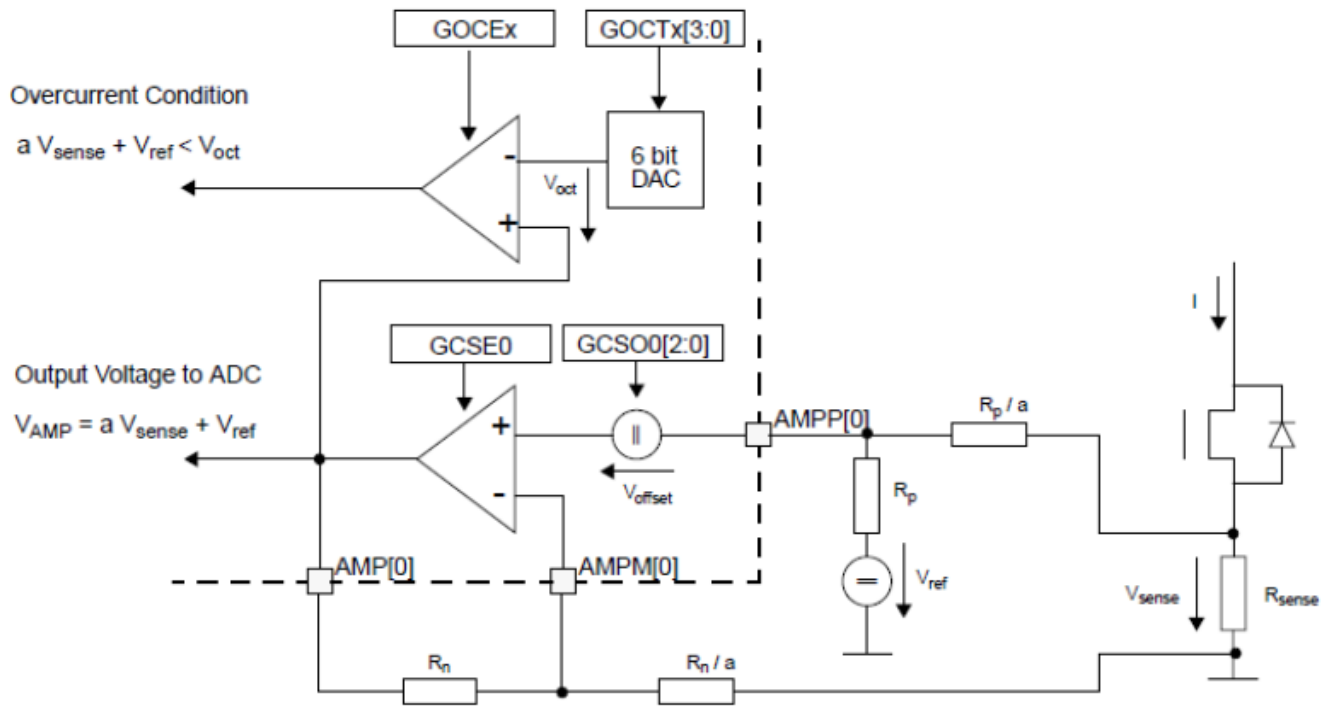 GOCEx
GOCTx[3:0]
Overcurrent Condition
a Vsense + Vref < Voct
-
6 bit
DAC
Voct
+
I
GCSE0
GCSO0[2:0]
Output Voltage to ADC
VAMP = a Vsense + Vref
+
=
AMPP[0]
Rp / a
Voffset
-
Rp
AMP[0]
AMPM[0]
=
Vref
Vsense
Rsense
Rn
Rn / a